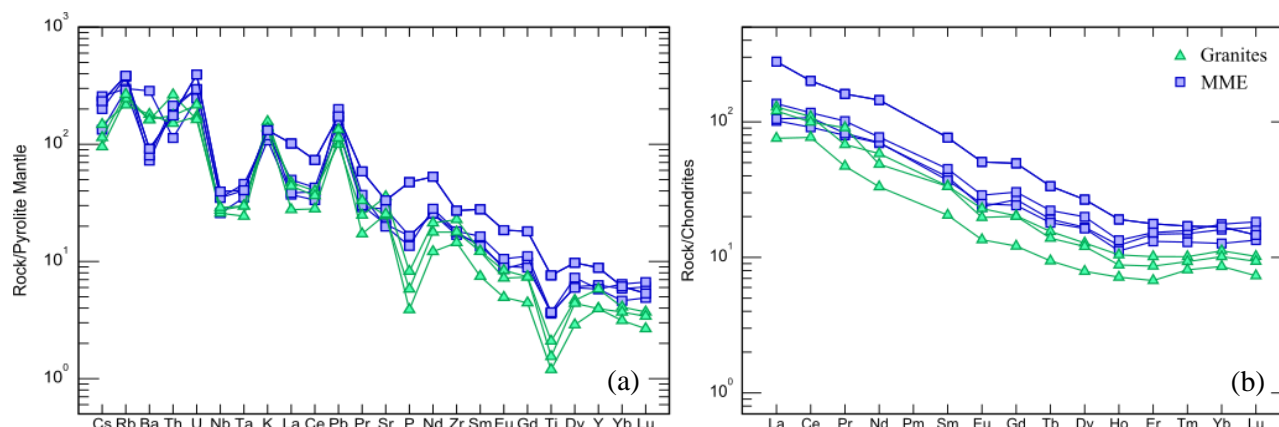 10³
10²
10¹
10⁰
Rock/Pyrolite Mantle
(a)
Cs Rb Ba Th U Nb Ta K La Ce Pb Pr Sr P Nd Zr Sm Eu Gd Ti Dy Y Yb Lu
Granites
MME
10²
10¹
10⁰
Rock/Chondrites
(b)
La Ce Pr Nd Pm Sm Eu Gd Tb Dy Ho Er Tm Yb Lu